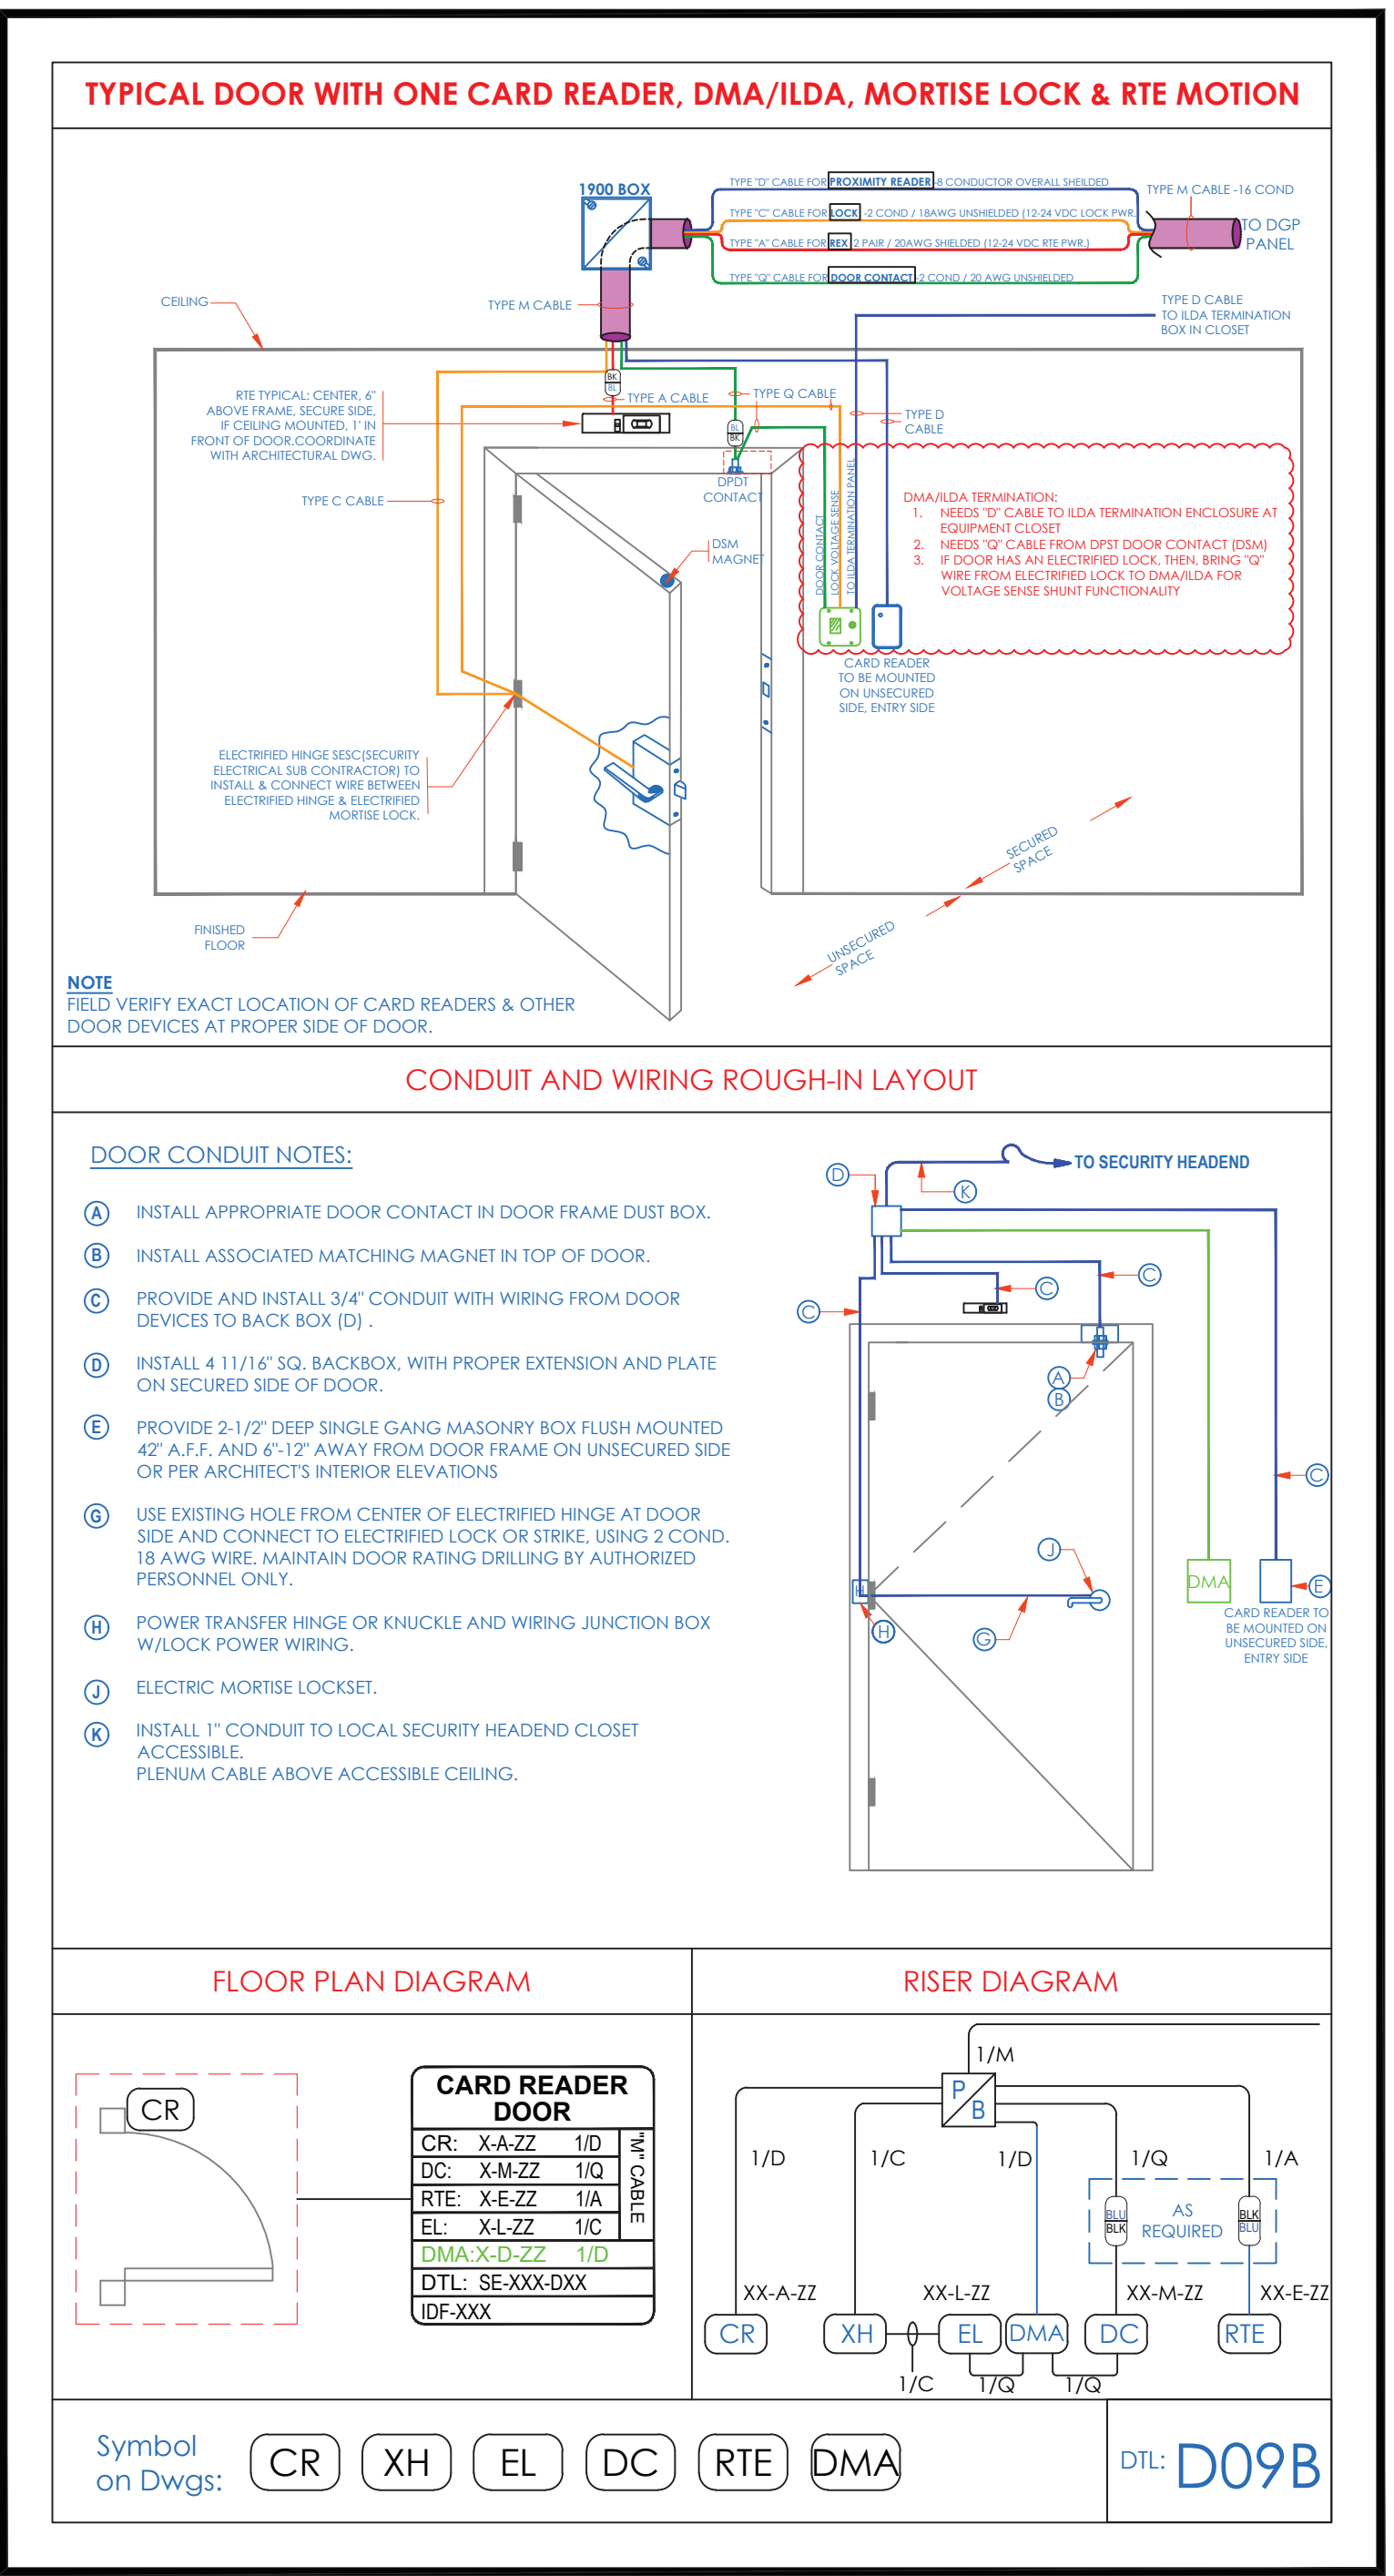 TYPICAL DOOR WITH ONE CARD READER, DMA/ILDA, MORTISE LOCK & RTE MOTION
1900 BOX
TYPE "D" CABLE FOR PROXIMITY READER -8 CONDUCTOR OVERALL SHEILDED
TYPE "C" CABLE FOR LOCK -2 COND / 18AWG UNSHIELDED (12-24 VDC LOCK PWR.
TYPE "A" CABLE FOR REX 2 PAIR / 20AWG SHIELDED (12-24 VDC RTE PWR.)
TYPE "Q" CABLE FOR DOOR CONTACT -2 COND / 20 AWG UNSHIELDED
TYPE M CABLE -16 COND
TO DGP
PANEL
TYPE M CABLE
CEILING
TYPE D CABLE
TO ILDA TERMINATION
BOX IN CLOSET
BK
BL
TYPE A CABLE
TYPE Q CABLE
BL
BK
TYPE D
CABLE
RTE TYPICAL: CENTER, 6"
ABOVE FRAME, SECURE SIDE,
IF CEILING MOUNTED, 1' IN
FRONT OF DOOR.COORDINATE
WITH ARCHITECTURAL DWG.
DPDT
CONTACT
TYPE C CABLE
DSM
MAGNET
DOOR CONTACT
LOCK VOLTAGE SENSE
TO ILDA TERMINATION PANEL
DMA/ILDA TERMINATION:
1. NEEDS "D" CABLE TO ILDA TERMINATION ENCLOSURE AT
EQUIPMENT CLOSET
2. NEEDS "Q" CABLE FROM DPST DOOR CONTACT (DSM)
3. IF DOOR HAS AN ELECTRIFIED LOCK, THEN, BRING "Q"
WIRE FROM ELECTRIFIED LOCK TO DMA/ILDA FOR
VOLTAGE SENSE SHUNT FUNCTIONALITY
CARD READER
TO BE MOUNTED
ON UNSECURED
SIDE, ENTRY SIDE
ELECTRIFIED HINGE SESC(SECURITY
ELECTRICAL SUB CONTRACTOR) TO
INSTALL & CONNECT WIRE BETWEEN
ELECTRIFIED HINGE & ELECTRIFIED
MORTISE LOCK.
SECURED
SPACE
UNSECURED
SPACE
FINISHED
FLOOR
NOTE
FIELD VERIFY EXACT LOCATION OF CARD READERS & OTHER
DOOR DEVICES AT PROPER SIDE OF DOOR.
CONDUIT AND WIRING ROUGH-IN LAYOUT
DOOR CONDUIT NOTES:
A INSTALL APPROPRIATE DOOR CONTACT IN DOOR FRAME DUST BOX.
B INSTALL ASSOCIATED MATCHING MAGNET IN TOP OF DOOR.
C PROVIDE AND INSTALL 3/4" CONDUIT WITH WIRING FROM DOOR
DEVICES TO BACK BOX (D) .
D INSTALL 4 11/16" SQ. BACKBOX, WITH PROPER EXTENSION AND PLATE
ON SECURED SIDE OF DOOR.
E PROVIDE 2-1/2" DEEP SINGLE GANG MASONRY BOX FLUSH MOUNTED
42" A.F.F. AND 6"-12" AWAY FROM DOOR FRAME ON UNSECURED SIDE
OR PER ARCHITECT'S INTERIOR ELEVATIONS
G USE EXISTING HOLE FROM CENTER OF ELECTRIFIED HINGE AT DOOR
SIDE AND CONNECT TO ELECTRIFIED LOCK OR STRIKE, USING 2 COND.
18 AWG WIRE. MAINTAIN DOOR RATING DRILLING BY AUTHORIZED
PERSONNEL ONLY.
H POWER TRANSFER HINGE OR KNUCKLE AND WIRING JUNCTION BOX
W/LOCK POWER WIRING.
J ELECTRIC MORTISE LOCKSET.
K INSTALL 1" CONDUIT TO LOCAL SECURITY HEADEND CLOSET
ACCESSIBLE.
PLENUM CABLE ABOVE ACCESSIBLE CEILING.
TO SECURITY HEADEND
D
K
C
C
C
A
B
C
J
H
DMA
E
H
G
CARD READER TO
BE MOUNTED ON
UNSECURED SIDE,
ENTRY SIDE
FLOOR PLAN DIAGRAM
CR
CARD READER
DOOR
CR: X-A-ZZ 1/D
DC: X-M-ZZ 1/Q
RTE: X-E-ZZ 1/A
EL: X-L-ZZ 1/C
"M" CABLE
DMA:X-D-ZZ 1/D
DTL: SE-XXX-DXX
IDF-XXX
RISER DIAGRAM
1/M
P
B
1/D
1/C
1/D
1/Q
1/A
BLU
BLK
AS
REQUIRED
BLK
BLU
XX-A-ZZ
XX-L-ZZ
XX-M-ZZ
XX-E-ZZ
CR
XH
EL
DMA
DC
RTE
1/C
1/Q
1/Q
Symbol
on Dwgs:
CR
XH
EL
DC
RTE
DMA
DTL: D09B